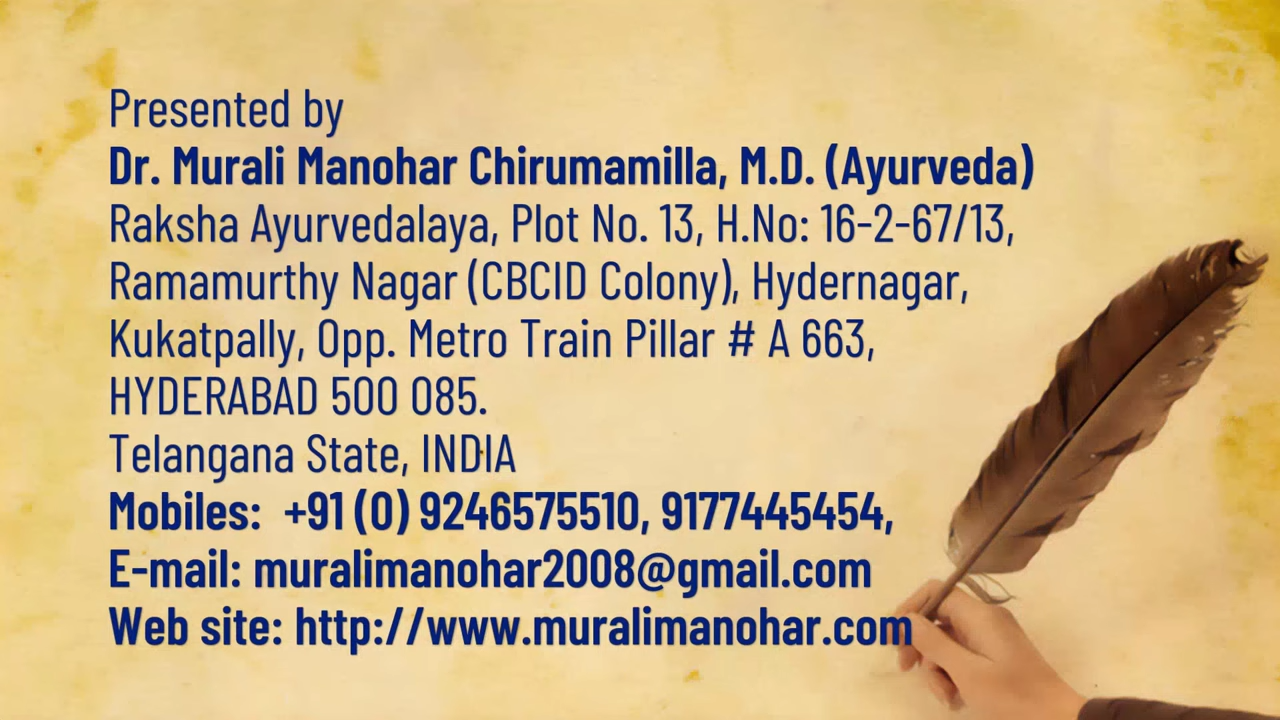 Presented by
Dr. Murali Manohar Chirumamilla, M.D. (Ayurveda)
Raksha Ayurvedalaya, Plot No. 13, H.No: 16-2-67/13,
Ramamurthy Nagar (CBCID Colony), Hydernagar,
Kukatpally, Opp. Metro Train Pillar # A 663,
HYDERABAD 500 085.
Telangana State, INDIA
Mobiles:  +91 (0) 9246575510, 9177445454,
E-mail: muralimanohar2008@gmail.com
Web site: http://www.muralimanohar.com